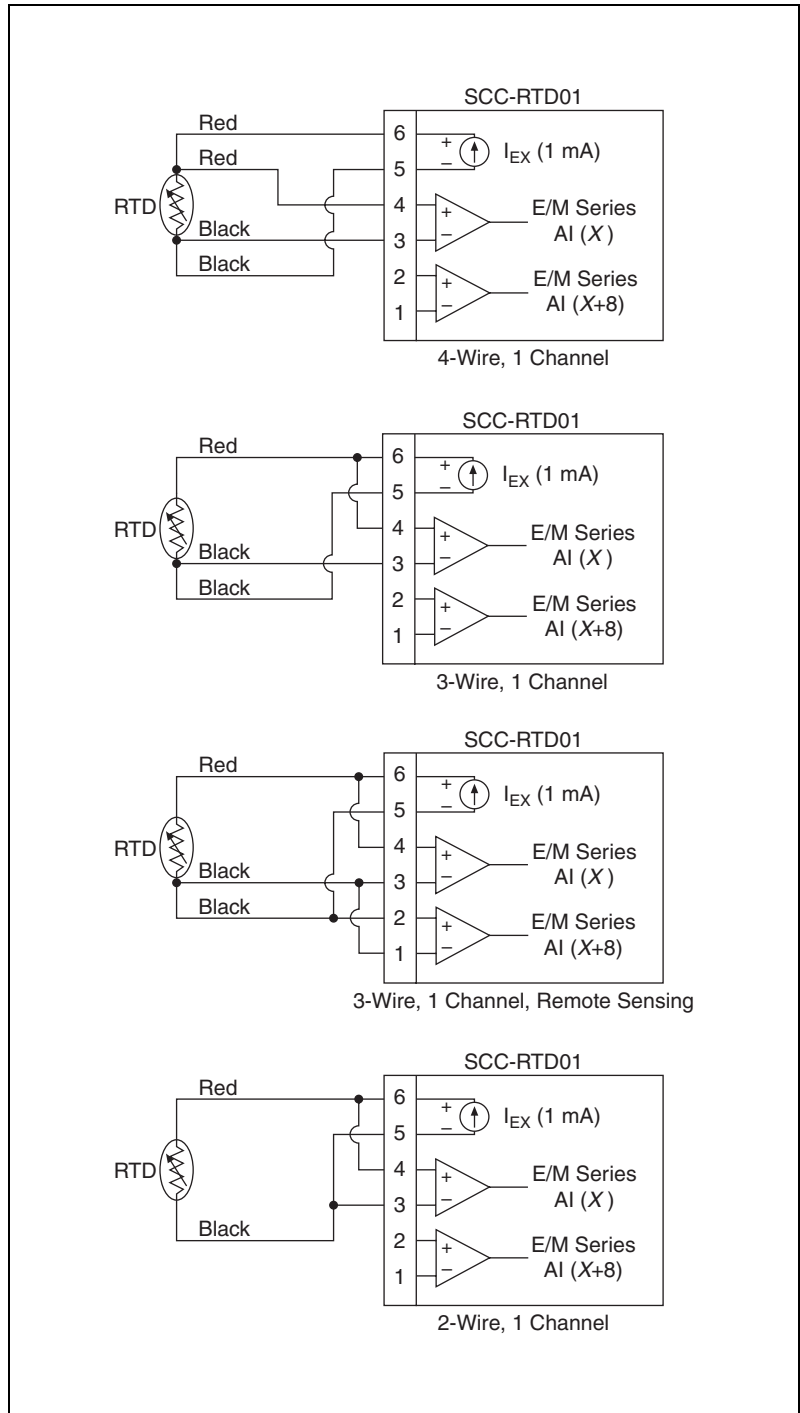 SCC-RTD01
Red
6
+
I_EX (1 mA)
Red
5
–
RTD
4
+
E/M Series
AI (X)
Black
3
–
Black
2
+
E/M Series
AI (X+8)
1
–
4-Wire, 1 Channel
SCC-RTD01
Red
6
+
I_EX (1 mA)
5
–
RTD
4
+
E/M Series
AI (X)
Black
3
–
Black
2
+
E/M Series
AI (X+8)
1
–
3-Wire, 1 Channel
SCC-RTD01
Red
6
+
I_EX (1 mA)
5
–
RTD
4
+
E/M Series
AI (X)
Black
3
–
Black
2
+
E/M Series
AI (X+8)
1
–
3-Wire, 1 Channel, Remote Sensing
SCC-RTD01
Red
6
+
I_EX (1 mA)
5
–
RTD
4
+
E/M Series
AI (X)
3
–
Black
2
+
E/M Series
AI (X+8)
1
–
2-Wire, 1 Channel